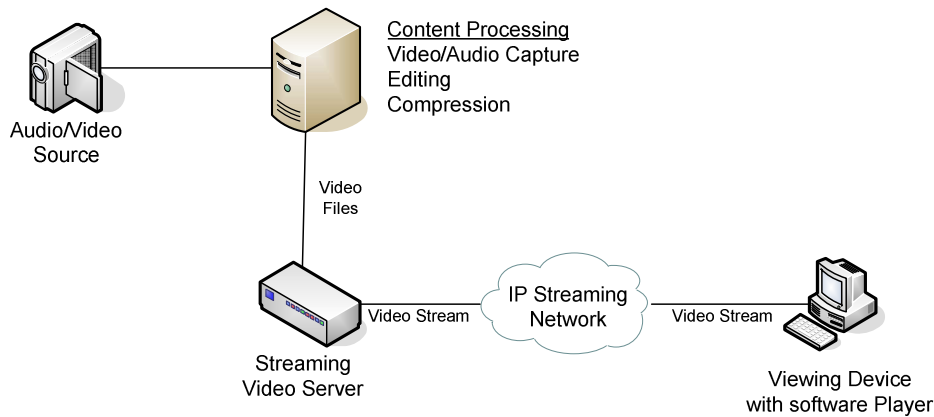 Content Processing
Video/Audio Capture
Editing
Compression
Audio/Video
Source
Video
Files
Streaming
Video Server
Video Stream
IP Streaming
Network
Video Stream
Viewing Device
with software Player